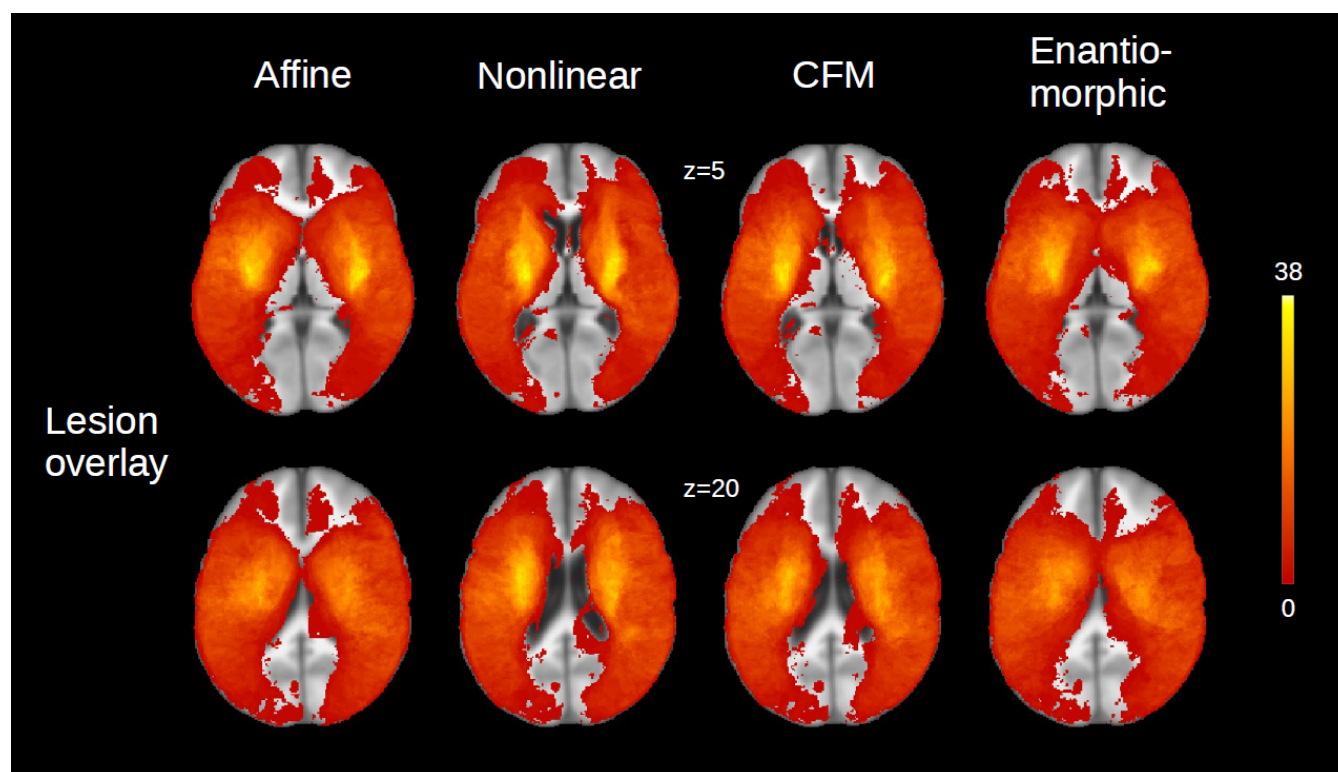 Affine
Nonlinear
CFM
Enantio-
morphic
z=5
38
Lesion
overlay
z=20
0